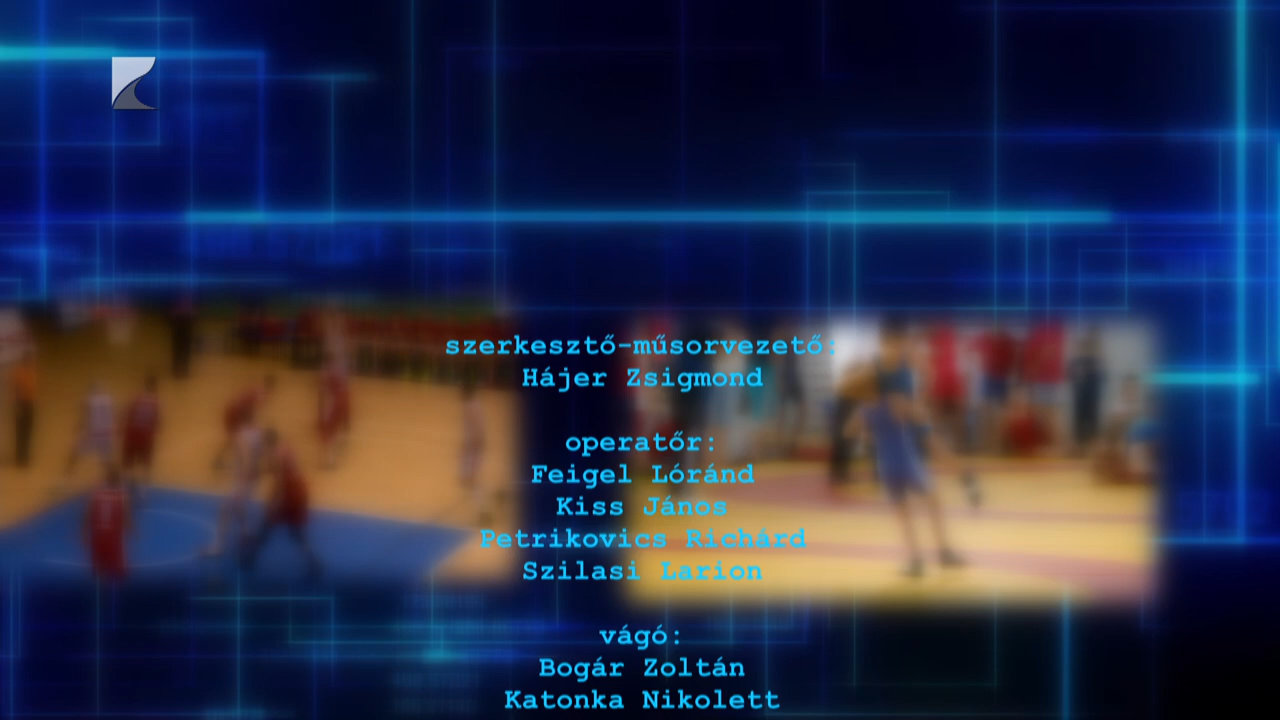 szerkesztő-műsorvezető:
Hájer Zsigmond
operatőr:
Feigel Lóránd
Kiss János
Petrikovics Richárd
Szilasi Larion
vágó:
Bogár Zoltán
Katonka Nikolett